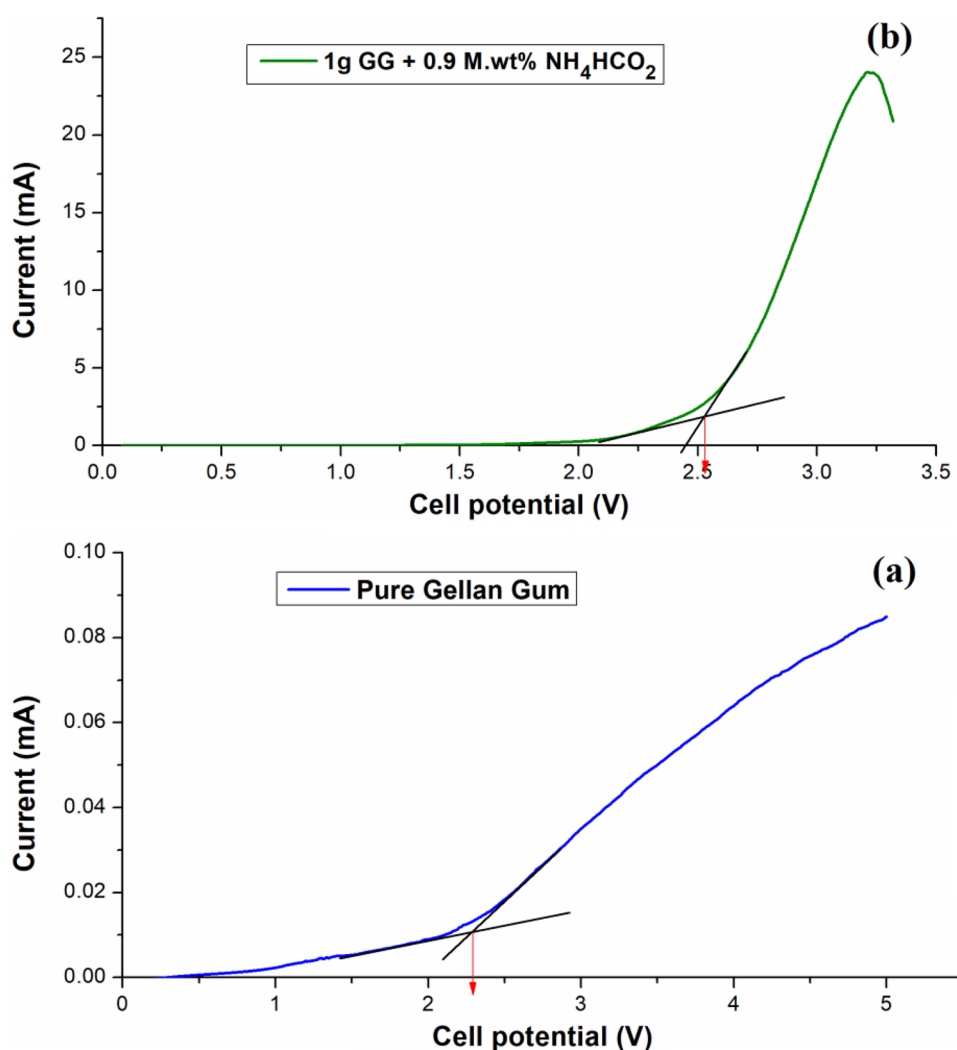 (b)
1g GG + 0.9 M.wt% NH₄HCO₂
Current (mA)
25
20
15
10
5
0
0.0 0.5 1.0 1.5 2.0 2.5 3.0 3.5
Cell potential (V)
(a)
Pure Gellan Gum
Current (mA)
0.10
0.08
0.06
0.04
0.02
0.00
0 1 2 3 4 5
Cell potential (V)